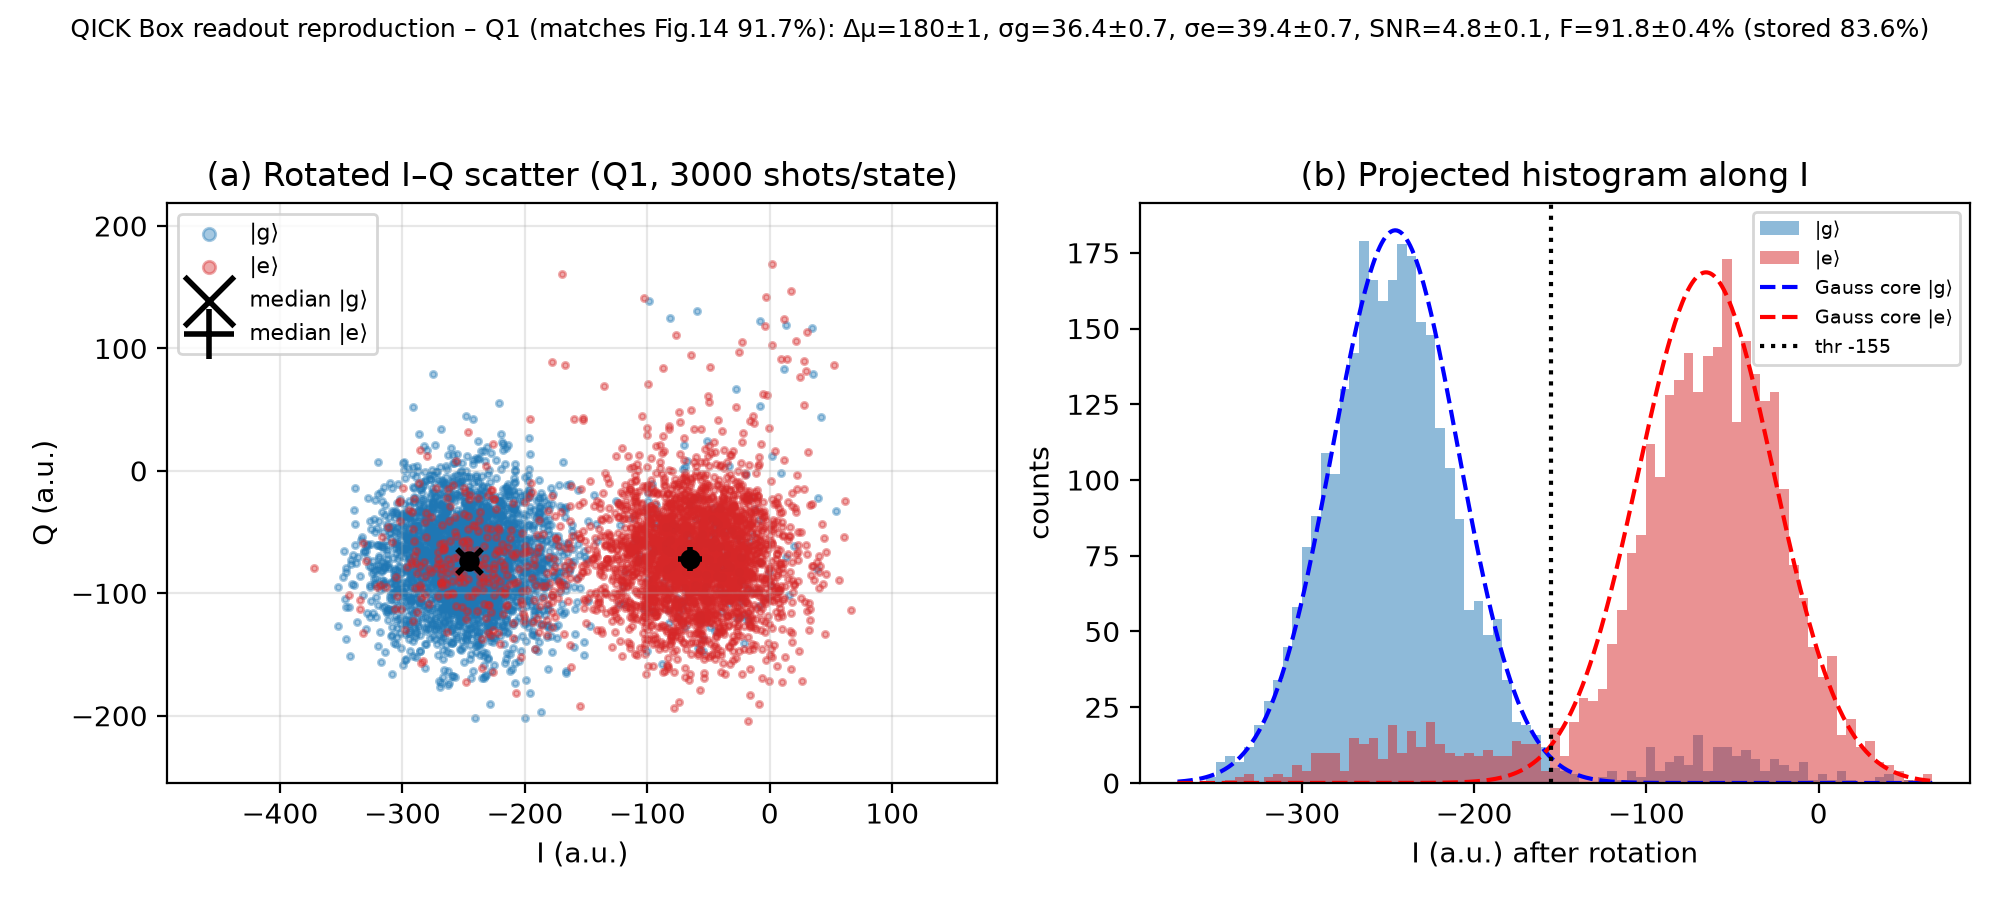 QICK Box readout reproduction – Q1 (matches Fig.14 91.7%): Δμ=180±1, σg=36.4±0.7, σe=39.4±0.7, SNR=4.8±0.1, F=91.8±0.4% (stored 83.6%)
(a) Rotated I–Q scatter (Q1, 3000 shots/state)
|g⟩
|e⟩
median |g⟩
median |e⟩
200
100
0
−100
−200
Q (a.u.)
−400
−300
−200
−100
0
100
I (a.u.)
(b) Projected histogram along I
|g⟩
|e⟩
Gauss core |g⟩
Gauss core |e⟩
thr -155
175
150
125
100
75
50
25
0
counts
−300
−200
−100
0
I (a.u.) after rotation